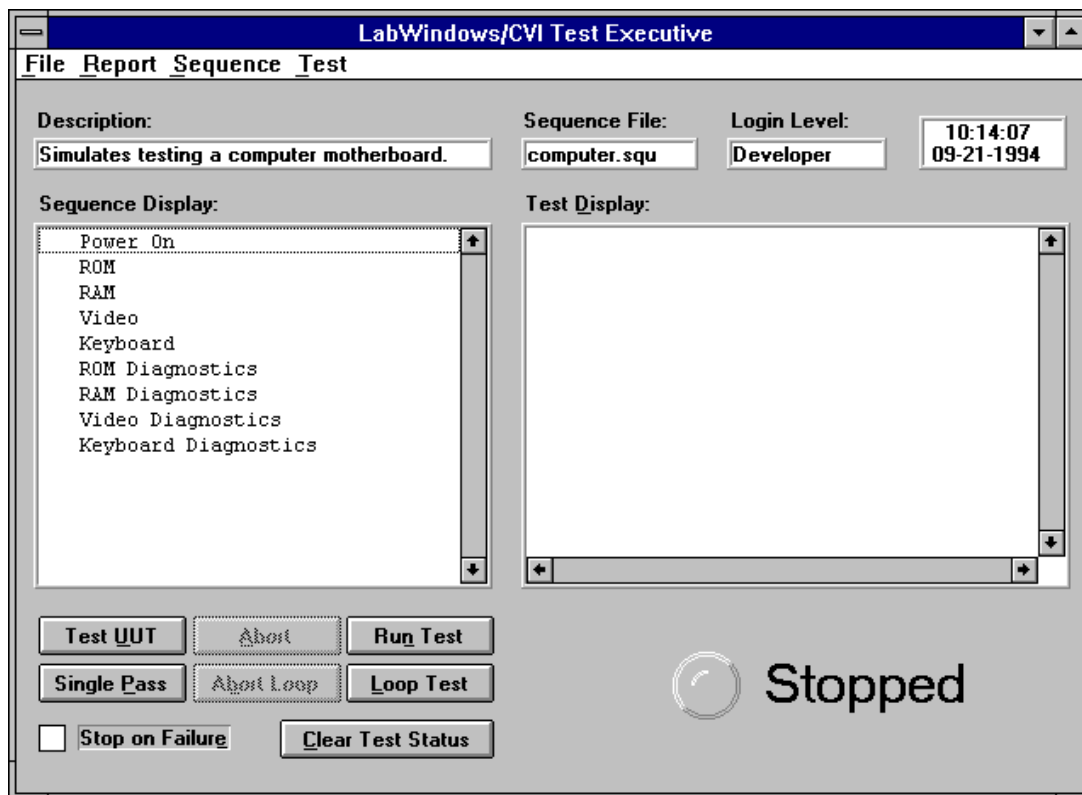 LabWindows/CVI Test Executive
File Report Sequence Test
Description:
Simulates testing a computer motherboard.
Sequence File:
computer.squ
Login Level:
Developer
10:14:07
09-21-1994
Sequence Display:
Power On
ROM
RAM
Video
Keyboard
ROM Diagnostics
RAM Diagnostics
Video Diagnostics
Keyboard Diagnostics
Test Display:
Test UUT
Abort
Run Test
Single Pass
Abort Loop
Loop Test
Stop on Failure
Clear Test Status
Stopped